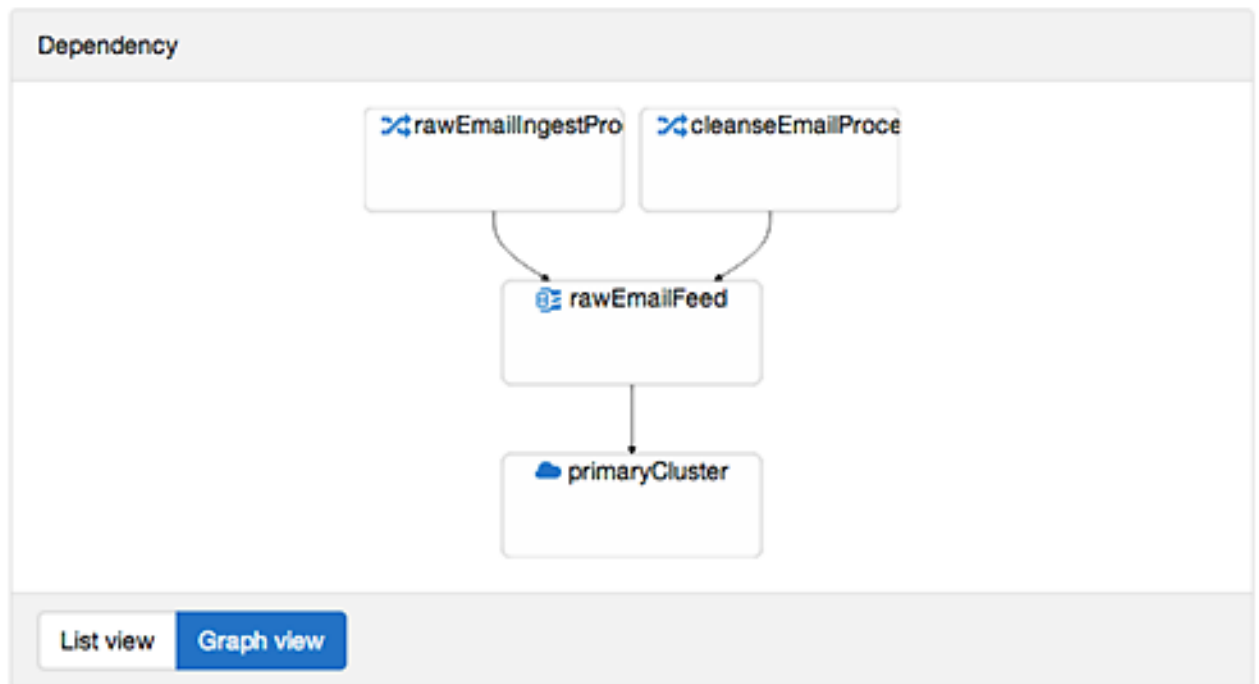 Dependency
rawEmailIngestPro
cleanseEmailProce
rawEmailFeed
primaryCluster
List view
Graph view